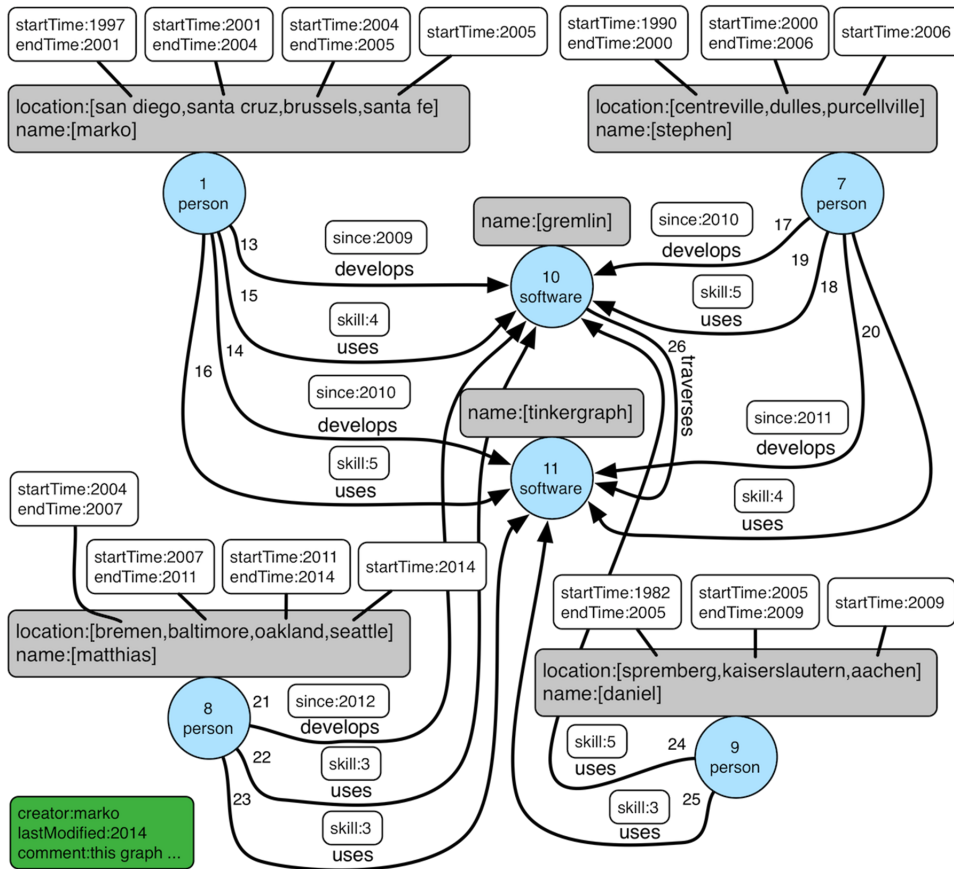 startTime:1997
endTime:2001
startTime:2001
endTime:2004
startTime:2004
endTime:2005
startTime:2005
location:[san diego,santa cruz,brussels,santa fe]
name:[marko]
startTime:1990
endTime:2000
startTime:2000
endTime:2006
startTime:2006
location:[centreville,dulles,purcellville]
name:[stephen]
1
person
7
person
name:[gremlin]
10
software
13
since:2009
develops
15
skill:4
uses
14
since:2010
develops
16
skill:5
uses
since:2010
17
develops
19
skill:5
18
uses
20
since:2011
develops
skill:4
uses
26
traverses
name:[tinkergraph]
11
software
startTime:2004
endTime:2007
startTime:2007
endTime:2011
startTime:2011
endTime:2014
startTime:2014
location:[bremen,baltimore,oakland,seattle]
name:[matthias]
startTime:1982
endTime:2005
startTime:2005
endTime:2009
startTime:2009
location:[spremberg,kaiserslautern,aachen]
name:[daniel]
8
person
21
since:2012
develops
22
skill:3
uses
23
skill:3
uses
9
person
skill:5
24
uses
skill:3
25
uses
creator:marko
lastModified:2014
comment:this graph ...